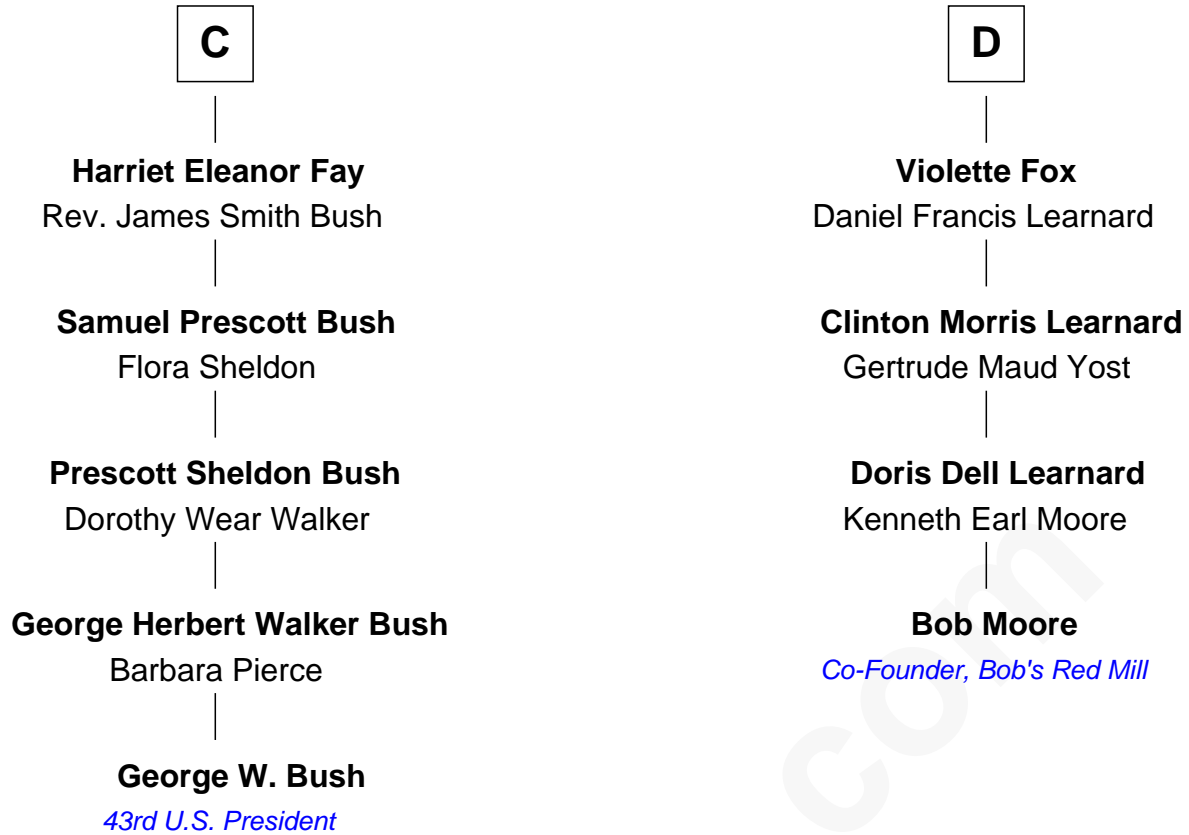 C
Harriet Eleanor Fay
Rev. James Smith Bush
Samuel Prescott Bush
Flora Sheldon
Prescott Sheldon Bush
Dorothy Wear Walker
George Herbert Walker Bush
Barbara Pierce
George W. Bush
43rd U.S. President
D
Violette Fox
Daniel Francis Learnard
Clinton Morris Learnard
Gertrude Maud Yost
Doris Dell Learnard
Kenneth Earl Moore
Bob Moore
Co-Founder, Bob's Red Mill
com